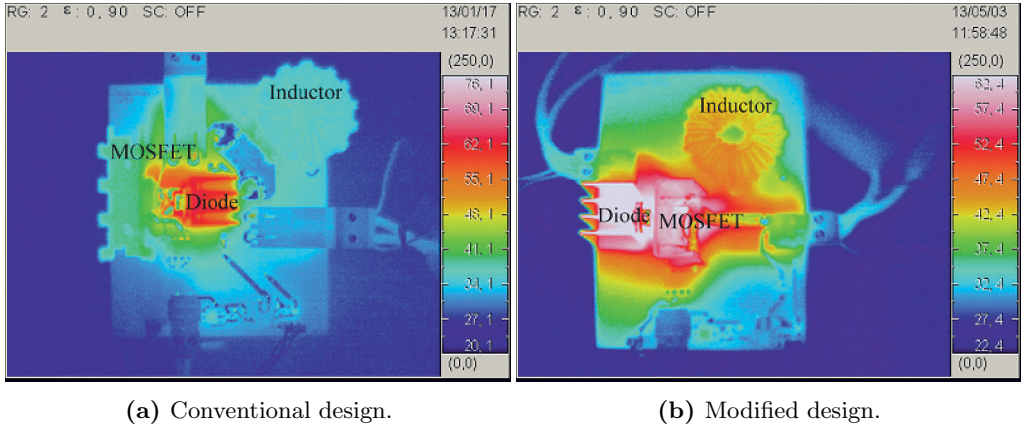 RG: 2 ε: 0, 90 SC: OFF 13/01/17
13:17:31
(250,0)
76, 1
69, 1
62, 1
55, 1
48, 1
41, 1
34, 1
27, 1
20, 1
(0,0)
Inductor
MOSFET
Diode
RG: 2 ε: 0, 90 SC: OFF 13/05/03
11:58:48
(250,0)
62, 4
57, 4
52, 4
47, 4
42, 4
37, 4
32, 4
27, 4
22, 4
(0,0)
Inductor
Diode
MOSFET
(a) Conventional design.
(b) Modified design.